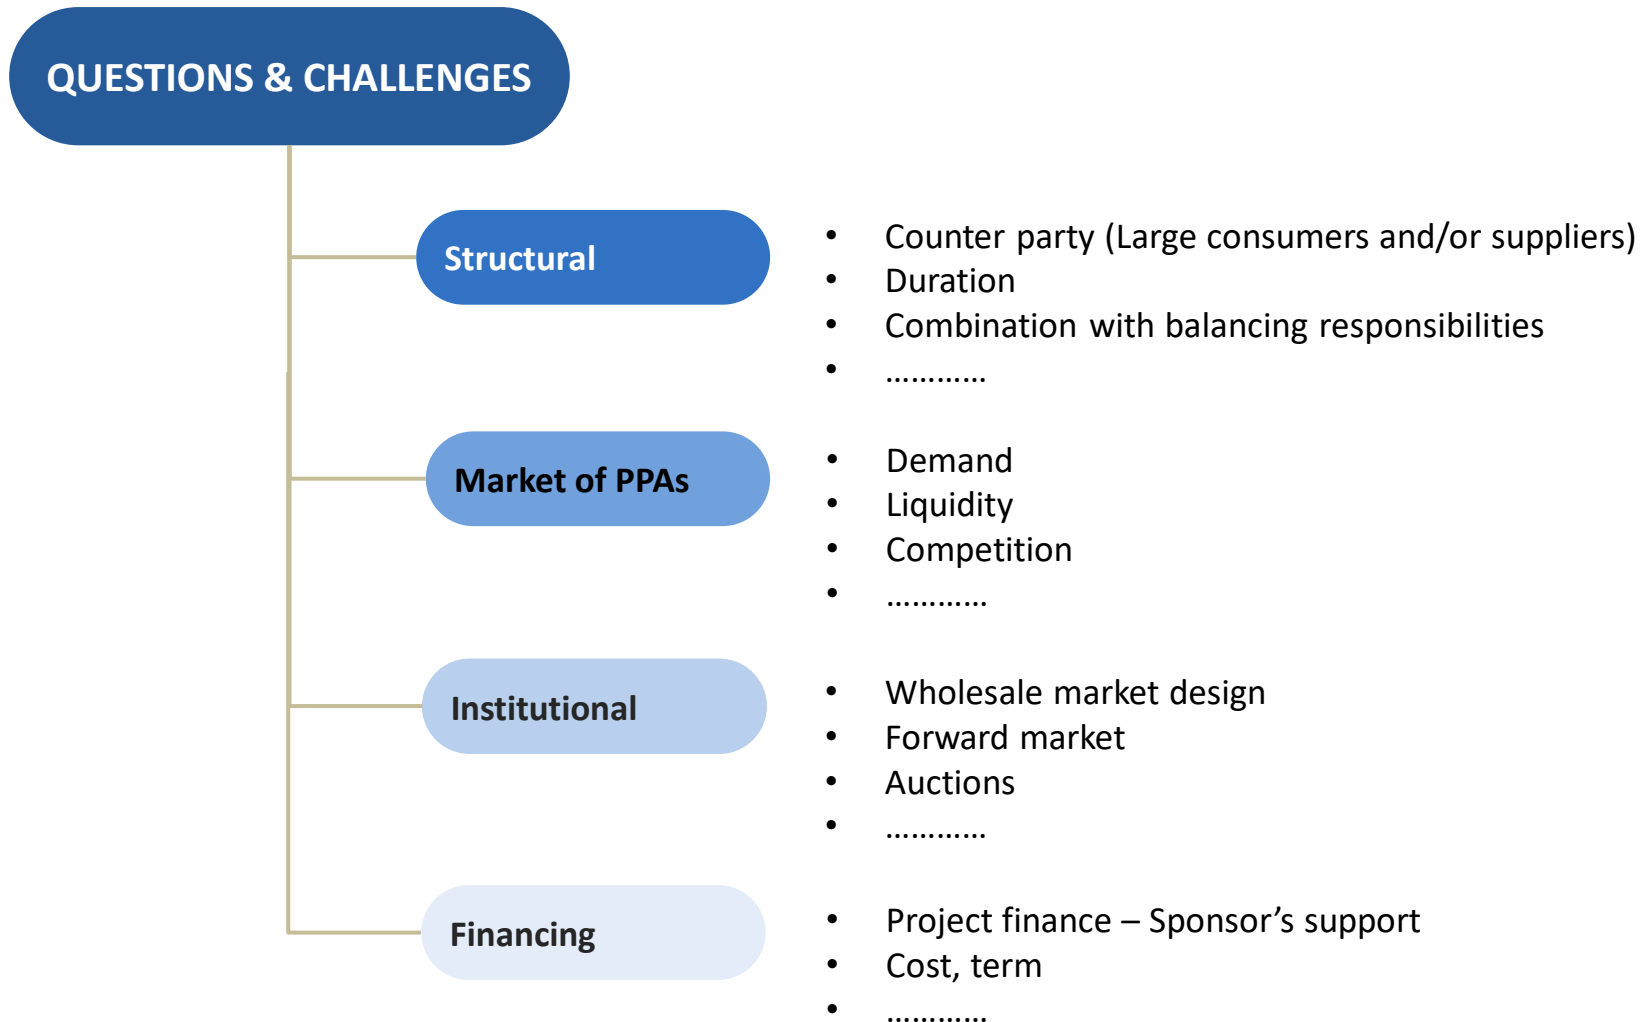 QUESTIONS & CHALLENGES
Structural
• Counter party (Large consumers and/or suppliers)
• Duration
• Combination with balancing responsibilities
• …………
Market of PPAs
• Demand
• Liquidity
• Competition
• …………
Institutional
• Wholesale market design
• Forward market
• Auctions
• …………
Financing
• Project finance – Sponsor’s support
• Cost, term
• …………